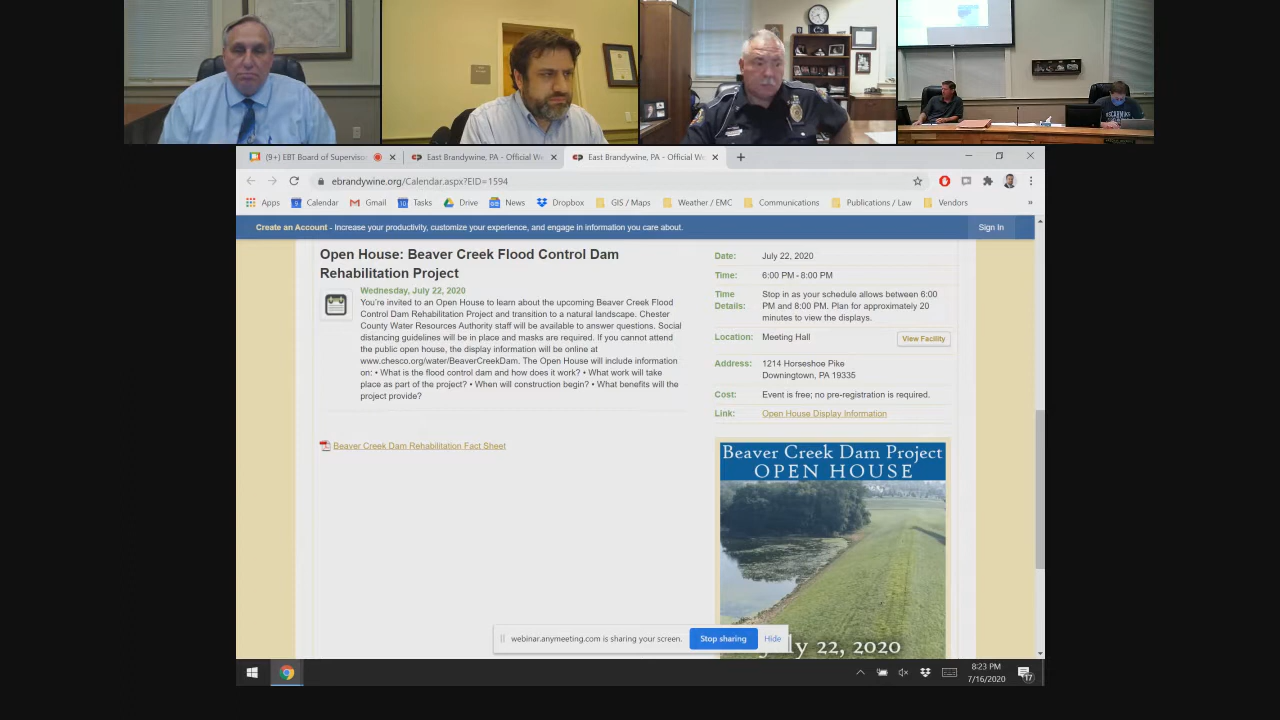 (9+) EBT Board of Supervisor
East Brandywine, PA - Official We
East Brandywine, PA - Official We
ebrandywine.org/Calendar.aspx?EID=1594
Apps
Calendar
Gmail
Tasks
Drive
News
Dropbox
GIS / Maps
Weather / EMC
Communications
Publications / Law
Vendors
»
Create an Account - Increase your productivity, customize your experience, and engage in information you care about.
Sign In
Open House: Beaver Creek Flood Control Dam
Rehabilitation Project
Wednesday, July 22, 2020
You're invited to an Open House to learn about the upcoming Beaver Creek Flood
Control Dam Rehabilitation Project and transition to a natural landscape. Chester
County Water Resources Authority staff will be available to answer questions. Social
distancing guidelines will be in place and masks are required. If you cannot attend
the public open house, the display information will be online at
www.chesco.org/water/BeaverCreekDam. The Open House will include information
on: • What is the flood control dam and how does it work? • What work will take
place as part of the project? • When will construction begin? • What benefits will the
project provide?
Beaver Creek Dam Rehabilitation Fact Sheet
Date: July 22, 2020
Time: 6:00 PM - 8:00 PM
Time Details: Stop in as your schedule allows between 6:00
PM and 8:00 PM. Plan for approximately 20
minutes to view the displays.
Location: Meeting Hall
View Facility
Address: 1214 Horseshoe Pike
Downingtown, PA 19335
Cost: Event is free; no pre-registration is required.
Link: Open House Display Information
Beaver Creek Dam Project
OPEN HOUSE
ly 22, 2020
webinar.anymeeting.com is sharing your screen.
Stop sharing
Hide
8:23 PM
7/16/2020
17